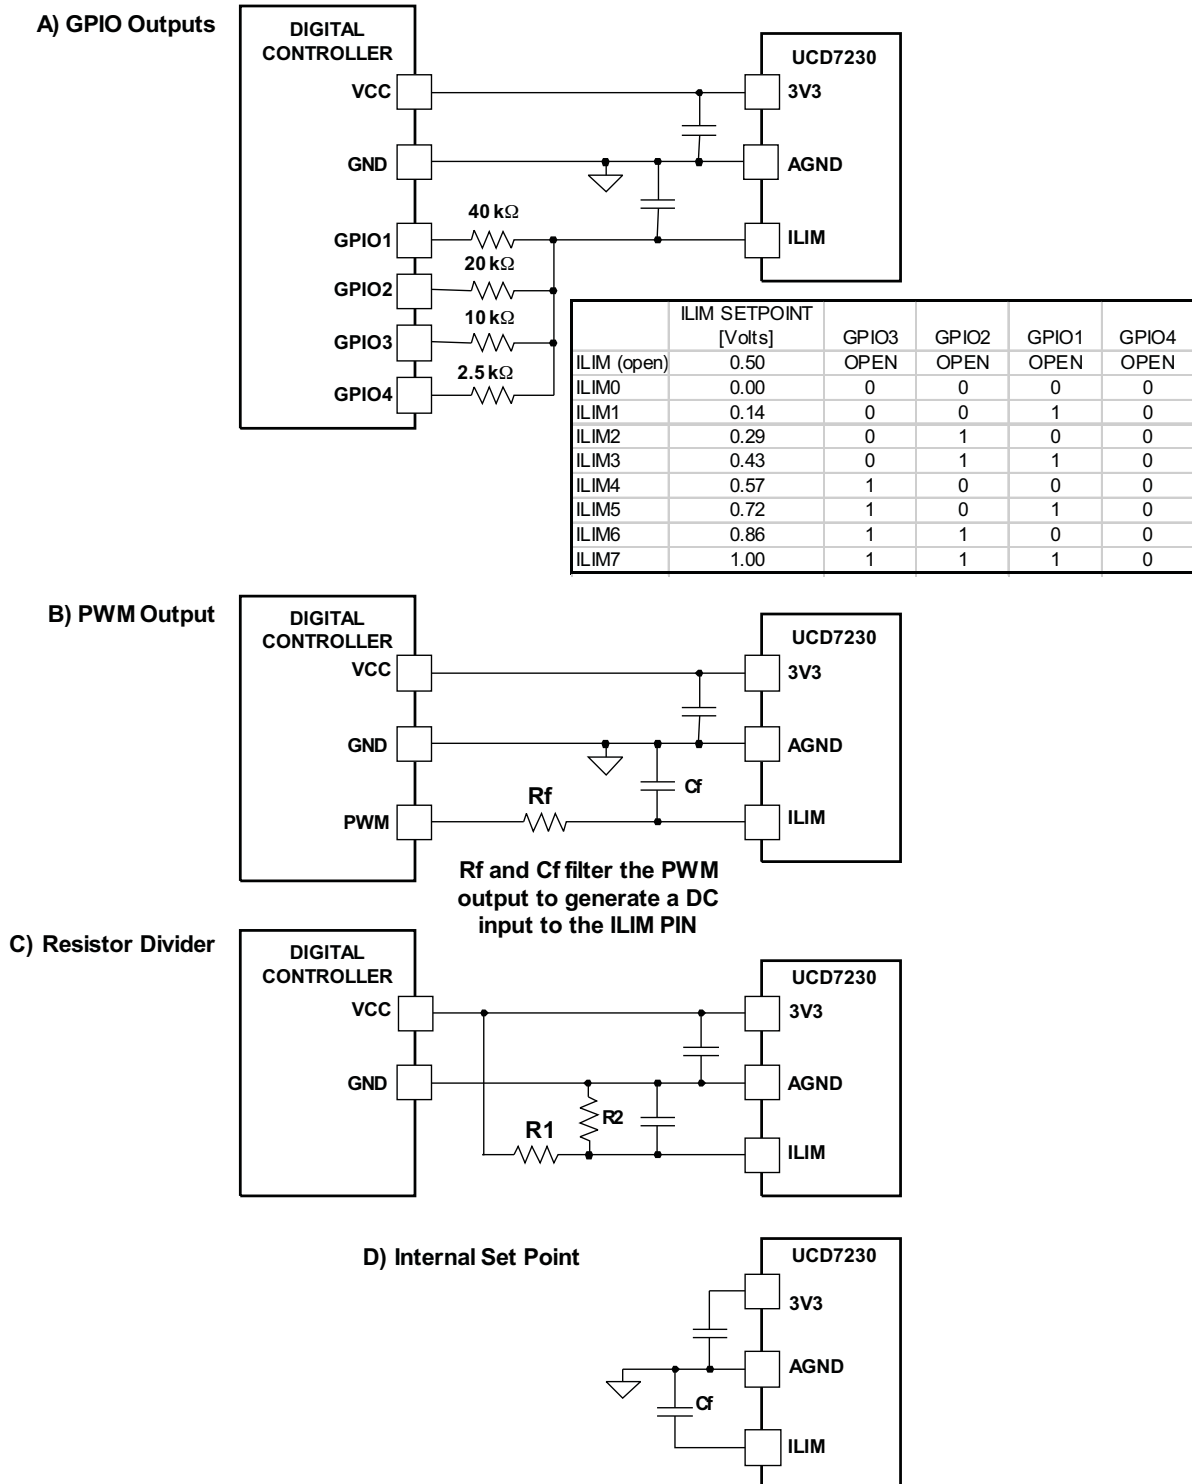 A) GPIO Outputs
DIGITAL
CONTROLLER
VCC
GND
GPIO1
GPIO2
GPIO3
GPIO4
40 kΩ
20 kΩ
10 kΩ
2.5 kΩ
UCD7230
3V3
AGND
ILIM
ILIM SETPOINT
[Volts] GPIO3 GPIO2 GPIO1 GPIO4
ILIM (open) 0.50 OPEN OPEN OPEN OPEN
ILIM0 0.00 0 0 0 0
ILIM1 0.14 0 0 1 0
ILIM2 0.29 0 1 0 0
ILIM3 0.43 0 1 1 0
ILIM4 0.57 1 0 0 0
ILIM5 0.72 1 0 1 0
ILIM6 0.86 1 1 0 0
ILIM7 1.00 1 1 1 0
B) PWM Output
DIGITAL
CONTROLLER
VCC
GND
PWM
Rf
Cf
UCD7230
3V3
AGND
ILIM
Rf and Cf filter the PWM
output to generate a DC
input to the ILIM PIN
C) Resistor Divider
DIGITAL
CONTROLLER
VCC
GND
R1
R2
UCD7230
3V3
AGND
ILIM
D) Internal Set Point
UCD7230
3V3
AGND
Cf
ILIM